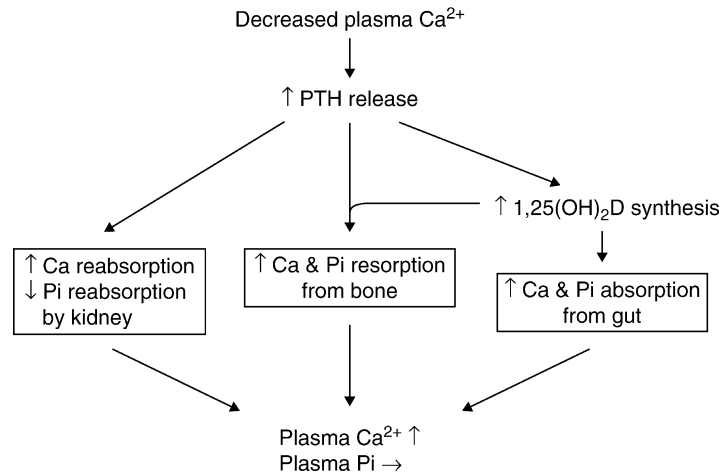 Decreased plasma Ca²⁺
↑ PTH release
↑ 1,25(OH)₂D synthesis
↑ Ca reabsorption
↓ Pi reabsorption
by kidney
↑ Ca & Pi resorption
from bone
↑ Ca & Pi absorption
from gut
Plasma Ca²⁺ ↑
Plasma Pi →